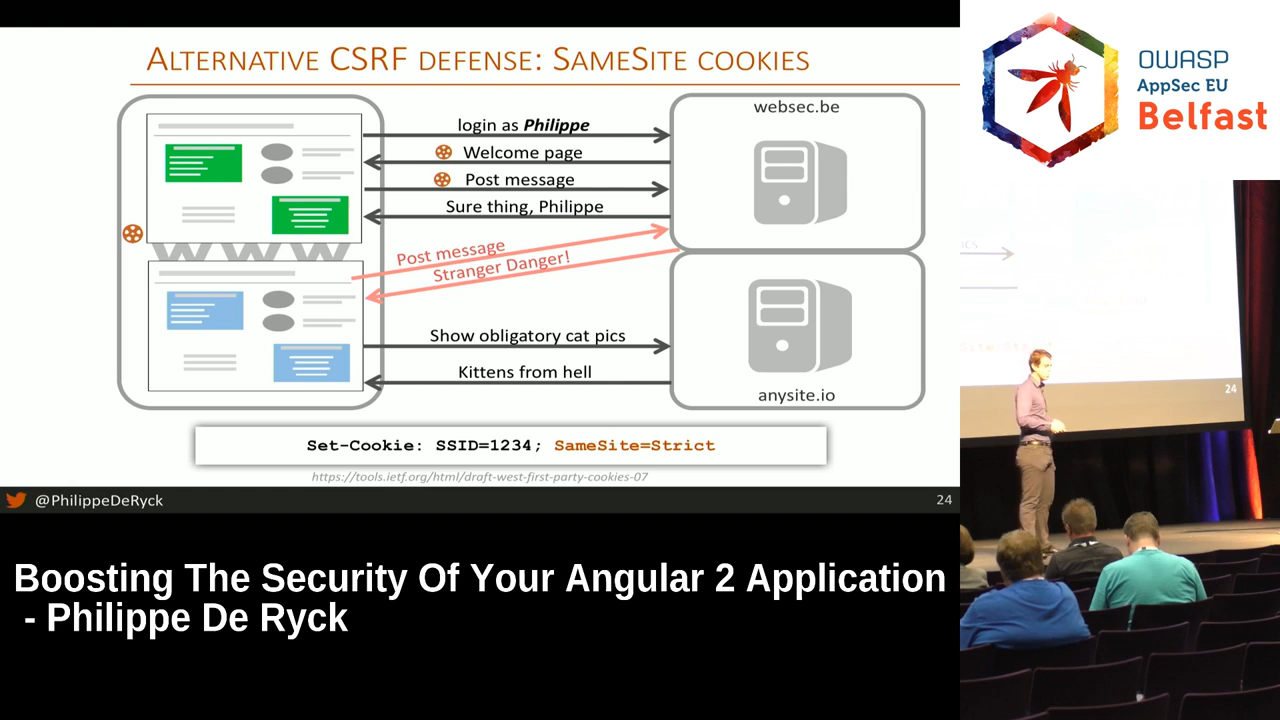 ALTERNATIVE CSRF DEFENSE: SAMESITE COOKIES
websec.be
login as Philippe
Welcome page
Post message
Sure thing, Philippe
Post message
Stranger Danger!
Show obligatory cat pics
Kittens from hell
anysite.io
Set-Cookie: SSID=1234; SameSite=Strict
https://tools.ietf.org/html/draft-west-first-party-cookies-07
@PhilippeDeRyck
24
OWASP
AppSec EU
Belfast
24
Boosting The Security Of Your Angular 2 Application
- Philippe De Ryck